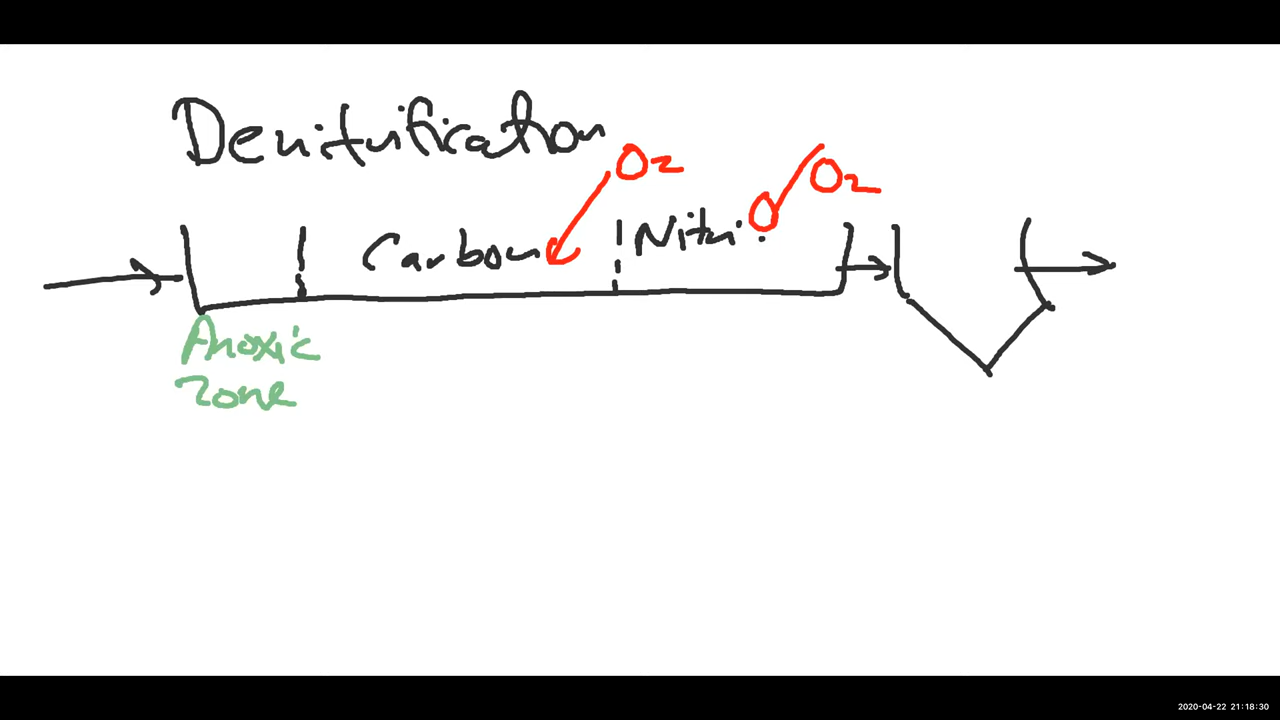 Denitrification
O2
O2
Carbon
Nitri.
Anoxic
Zone
2020-04-22 21:18:30